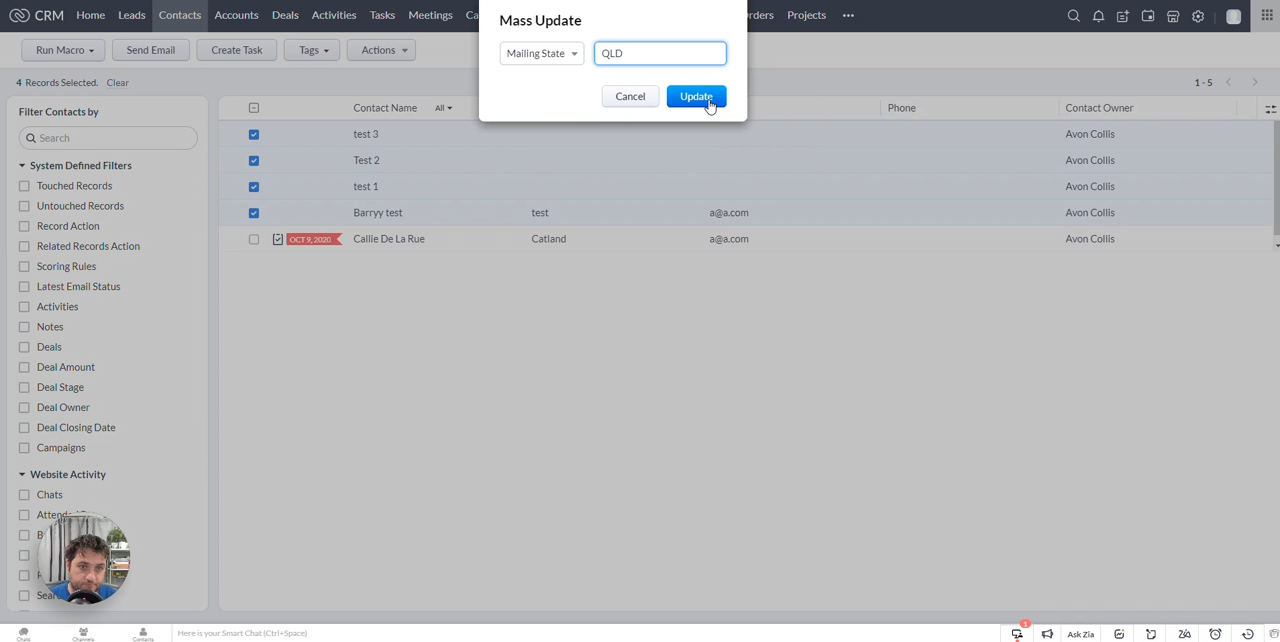 CRM Home Leads Contacts Accounts Deals Activities Tasks Meetings Projects
Mass Update
Mailing State QLD
Cancel Update
Run Macro Send Email Create Task Tags Actions
4 Records Selected. Clear
1 - 5
Filter Contacts by
Search
System Defined Filters
Touched Records
Untouched Records
Record Action
Related Records Action
Scoring Rules
Latest Email Status
Activities
Notes
Deals
Deal Amount
Deal Stage
Deal Owner
Deal Closing Date
Campaigns
Website Activity
Chats
Contact Name All Phone Contact Owner
test 3 Avon Collis
Test 2 Avon Collis
test 1 Avon Collis
Barryy test test a@a.com Avon Collis
OCT 9, 2020 Callie De La Rue Catland a@a.com Avon Collis
Chats Channels Contacts Here is your Smart Chat (Ctrl+Space)
1
Ask Zia